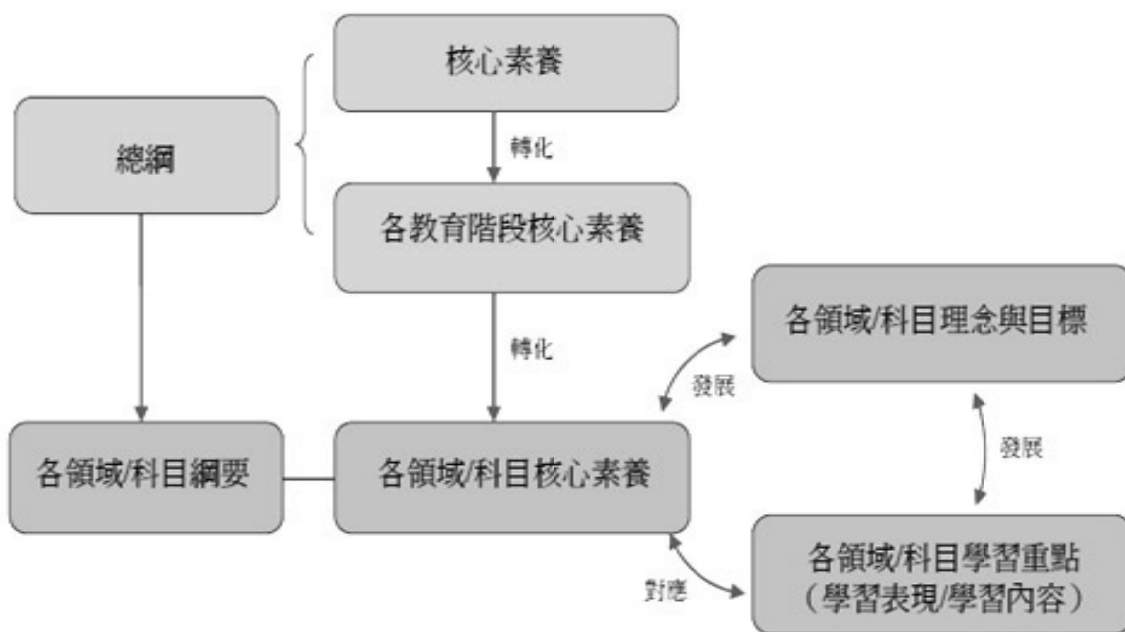 核心素養
轉化
總綱
各教育階段核心素養
轉化
各領域/科目理念與目標
發展
各領域/科目綱要
各領域/科目核心素養
發展
對應
各領域/科目學習重點
（學習表現/學習內容）